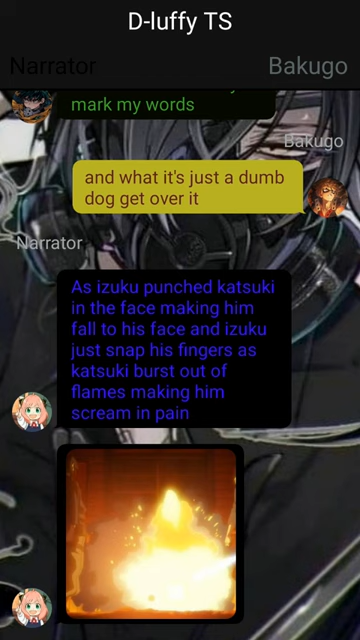 D-luffy TS
Narrator
Bakugo
mark my words
Bakugo
and what it's just a dumb
dog get over it
Narrator
As izuku punched katsuki
in the face making him
fall to his face and izuku
just snap his fingers as
katsuki burst out of
flames making him
scream in pain